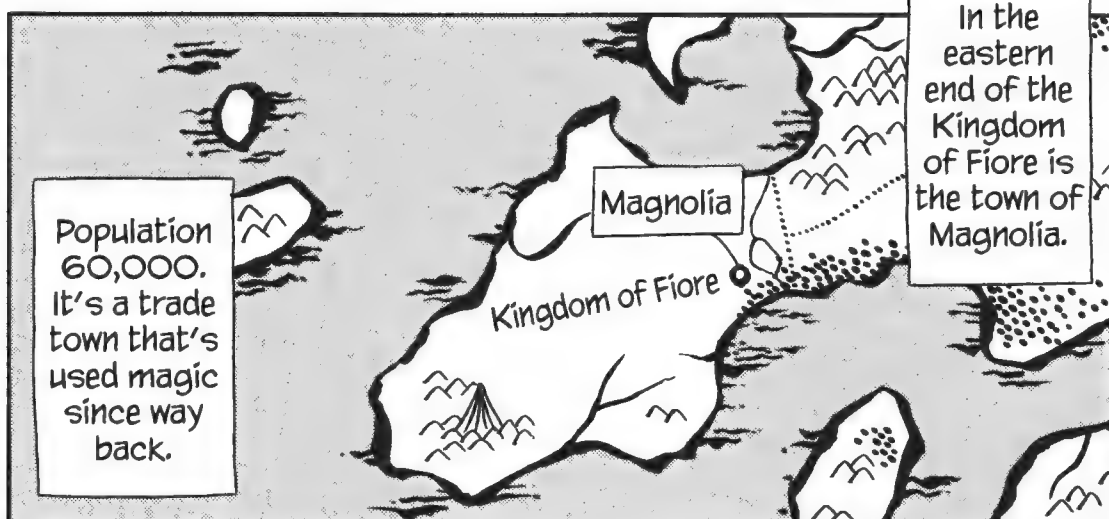 In the
eastern
end of the
Kingdom
of Fiore is
the town of
Magnolia.
Magnolia
Kingdom of Fiore
Population
60,000.
It's a trade
town that's
used magic
since way
back.